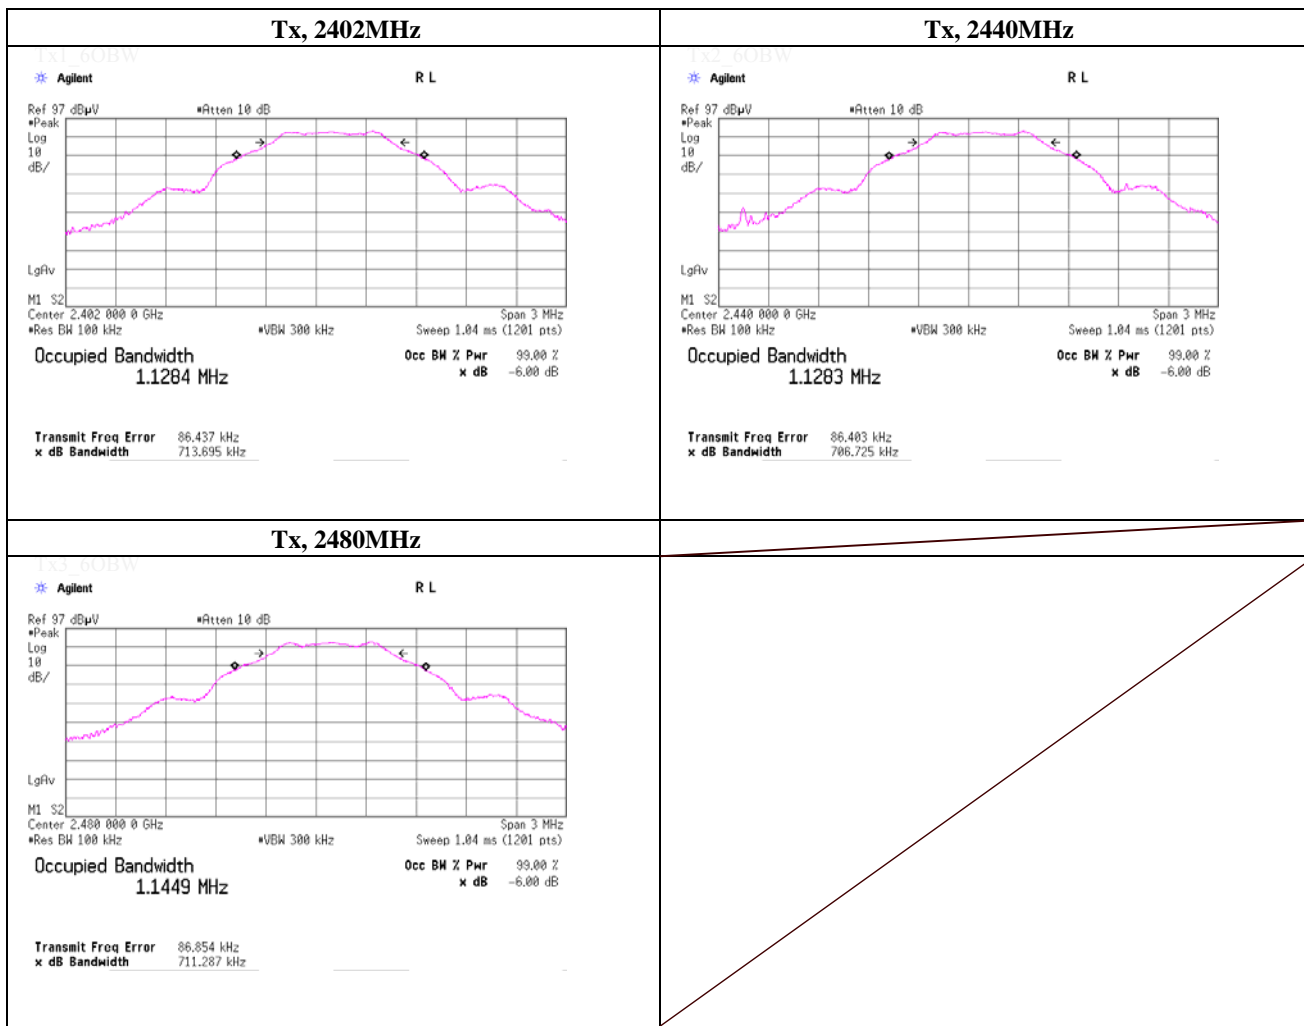 Tx, 2402MHz
Tx1_6OBW
Agilent R L
Ref 97 dBµV *Atten 10 dB
*Peak
Log
10
dB/
LgAv
M1 S2
Center 2.402 000 0 GHz Span 3 MHz
*Res BW 100 kHz *VBW 300 kHz Sweep 1.04 ms (1201 pts)
Occupied Bandwidth Occ BW % Pwr 99.00 %
1.1284 MHz x dB -6.00 dB
Transmit Freq Error 86.437 kHz
x dB Bandwidth 713.695 kHz
Tx, 2440MHz
Tx2_6OBW
Agilent R L
Ref 97 dBµV *Atten 10 dB
*Peak
Log
10
dB/
LgAv
M1 S2
Center 2.440 000 0 GHz Span 3 MHz
*Res BW 100 kHz *VBW 300 kHz Sweep 1.04 ms (1201 pts)
Occupied Bandwidth Occ BW % Pwr 99.00 %
1.1283 MHz x dB -6.00 dB
Transmit Freq Error 86.403 kHz
x dB Bandwidth 706.725 kHz
Tx, 2480MHz
Tx3_6OBW
Agilent R L
Ref 97 dBµV *Atten 10 dB
*Peak
Log
10
dB/
LgAv
M1 S2
Center 2.480 000 0 GHz Span 3 MHz
*Res BW 100 kHz *VBW 300 kHz Sweep 1.04 ms (1201 pts)
Occupied Bandwidth Occ BW % Pwr 99.00 %
1.1449 MHz x dB -6.00 dB
Transmit Freq Error 86.854 kHz
x dB Bandwidth 711.287 kHz